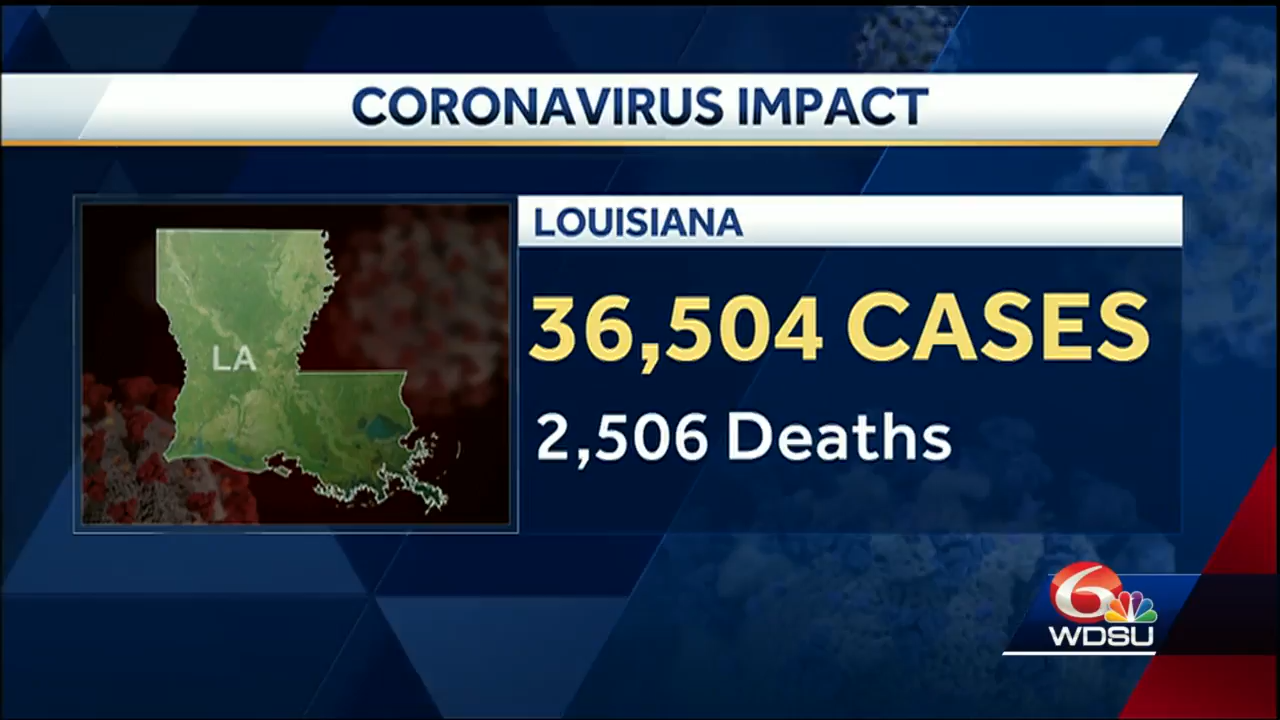 CORONAVIRUS IMPACT
LOUISIANA
LA
36,504 CASES
2,506 Deaths
6
WDSU